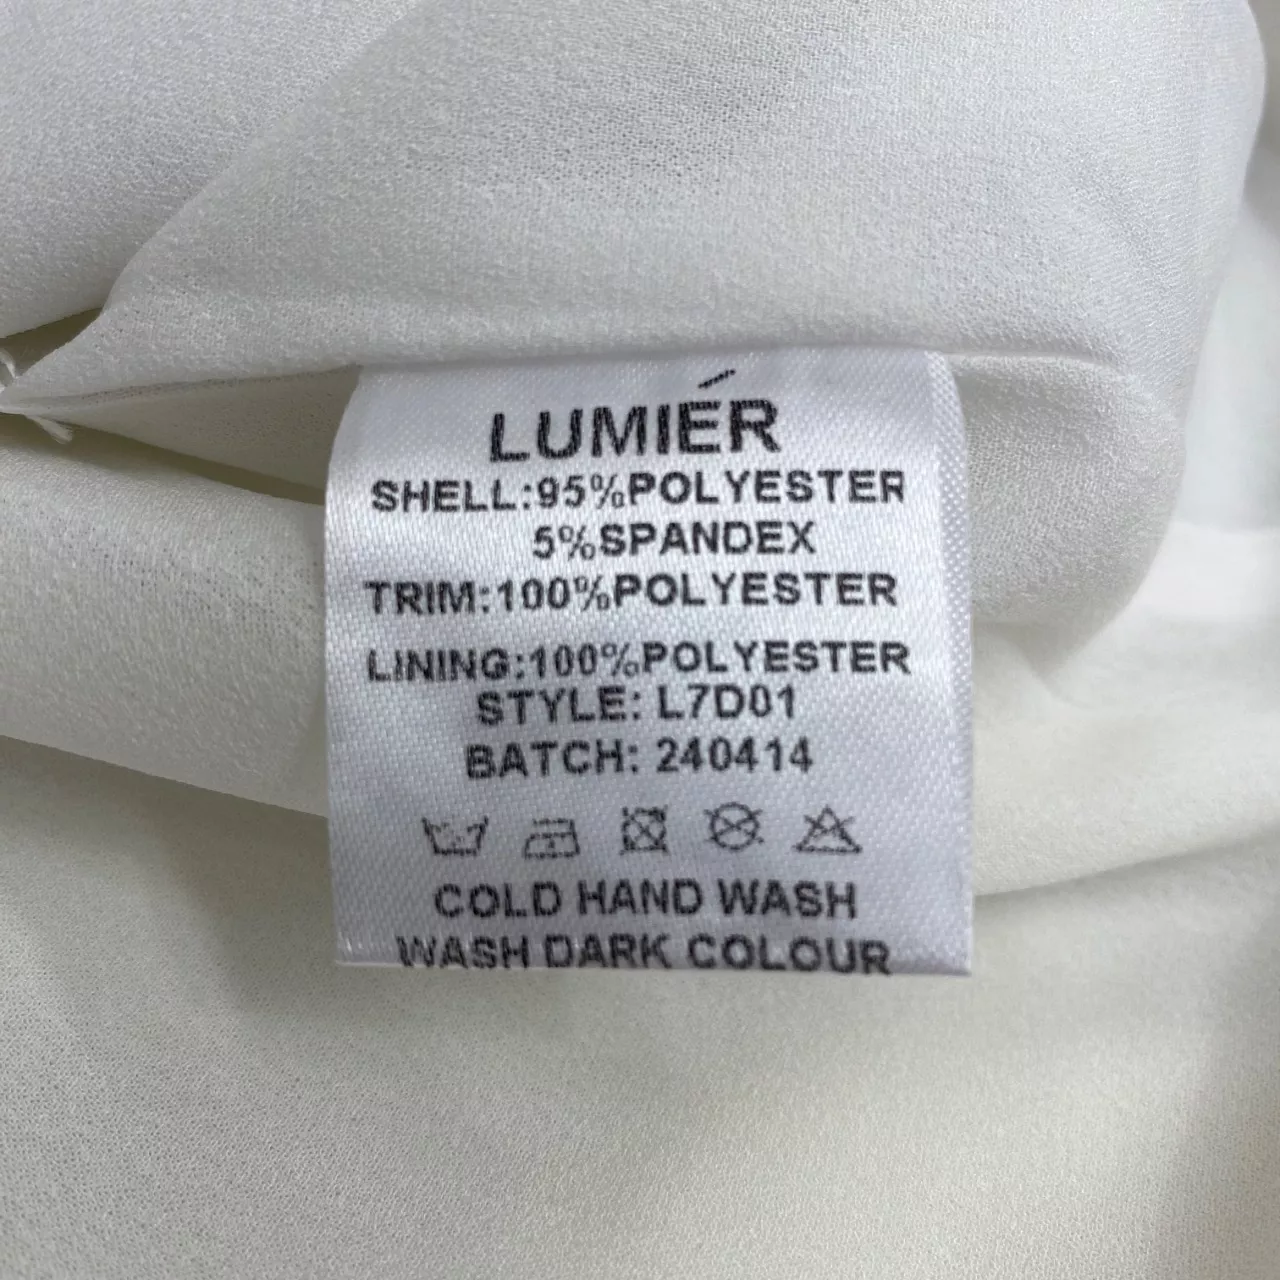 LUMIÉR
SHELL:95%POLYESTER
5%SPANDEX
TRIM:100%POLYESTER
LINING:100%POLYESTER
STYLE: L7D01
BATCH: 240414
COLD HAND WASH
WASH DARK COLOUR